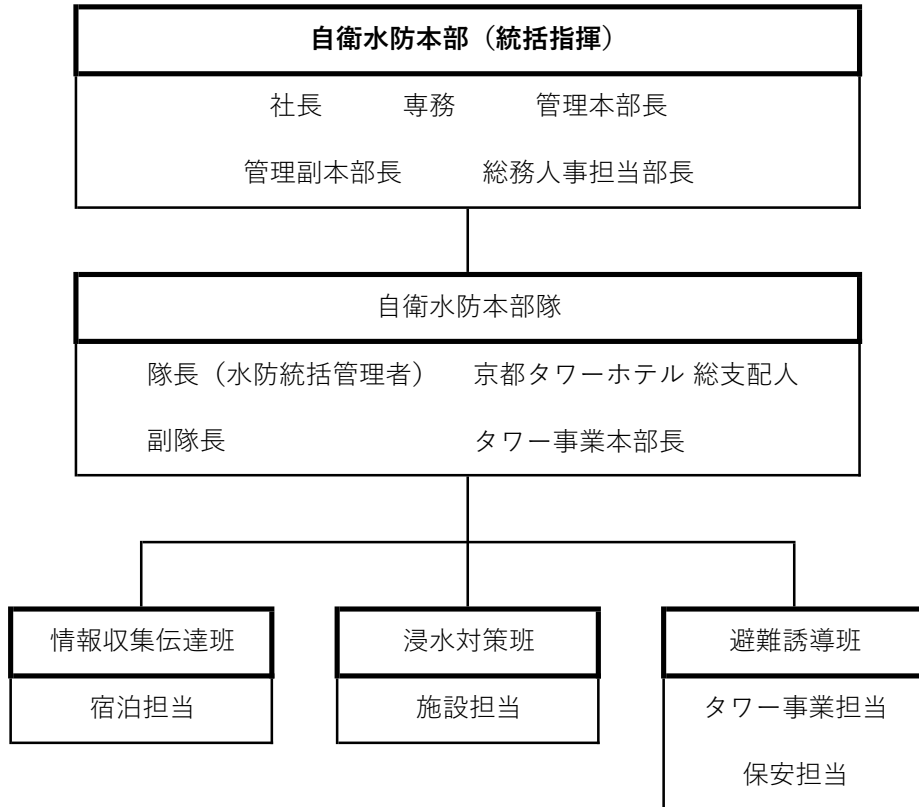 自衛水防本部（統括指揮）
社長 専務 管理本部長
管理副本部長 総務人事担当部長
自衛水防本部隊
隊長（水防統括管理者） 京都タワーホテル 総支配人
副隊長 タワー事業本部長
情報収集伝達班 浸水対策班 避難誘導班
宿泊担当 施設担当 タワー事業担当
保安担当